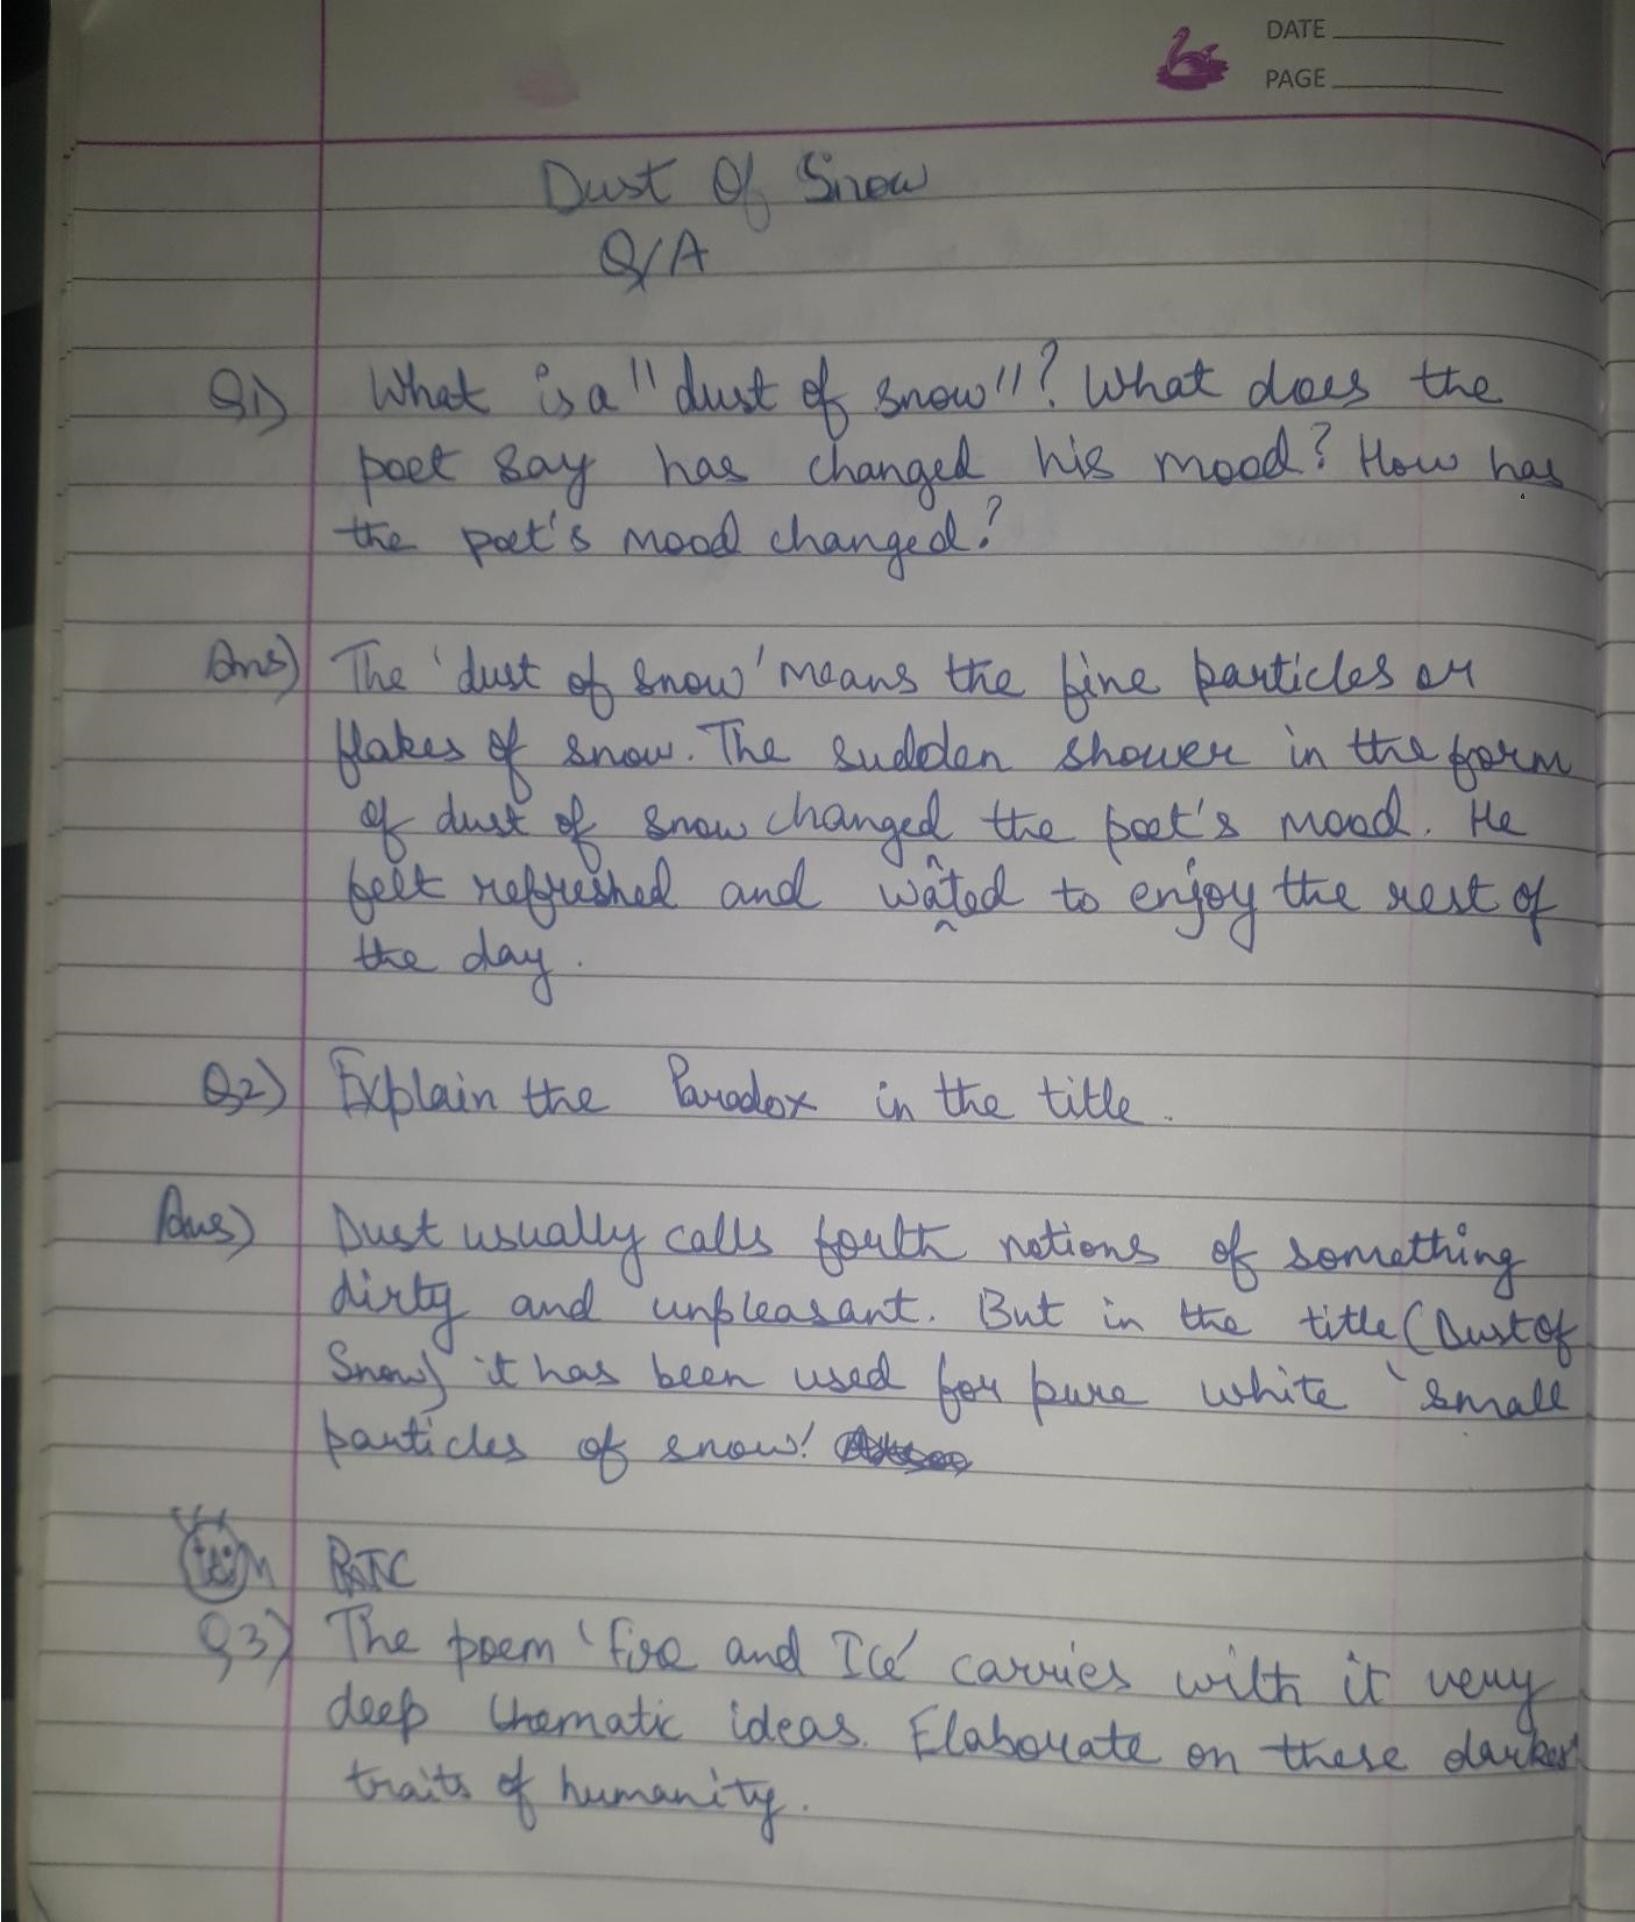 DATE
PAGE
Dust Of Snow
Q/A
Q1) What is a "dust of snow"? What does the
poet say has changed his mood? How has
the poet's mood changed?
Ans) The 'dust of snow' means the fine particles or
flakes of snow. The sudden shower in the form
of dust of snow changed the poet's mood. He
felt refreshed and wanted to enjoy the rest of
the day.
Q2) Explain the Paradox in the title.
Ans) Dust usually calls forth notions of something
dirty and unpleasant. But in the title (Dust of
Snow) it has been used for pure white 'small
particles of snow'.
Q3) The poem 'Fire and Ice' carries with it very
deep thematic ideas. Elaborate on these darker
traits of humanity.